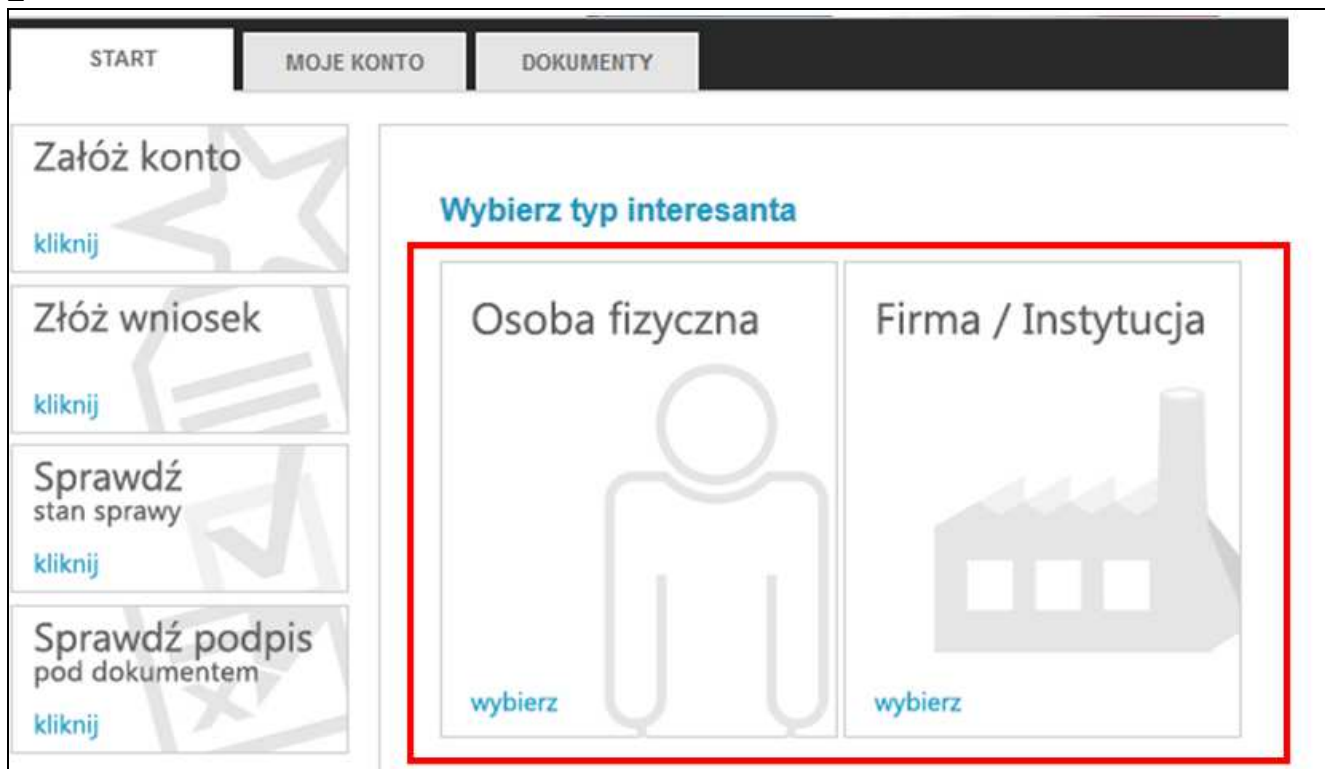 START MOJE KONTO DOKUMENTY
Załóż konto
kliknij
Złóż wniosek
kliknij
Sprawdź
stan sprawy
kliknij
Sprawdź podpis
pod dokumentem
kliknij
Wybierz typ interesanta
Osoba fizyczna
wybierz
Firma / Instytucja
wybierz